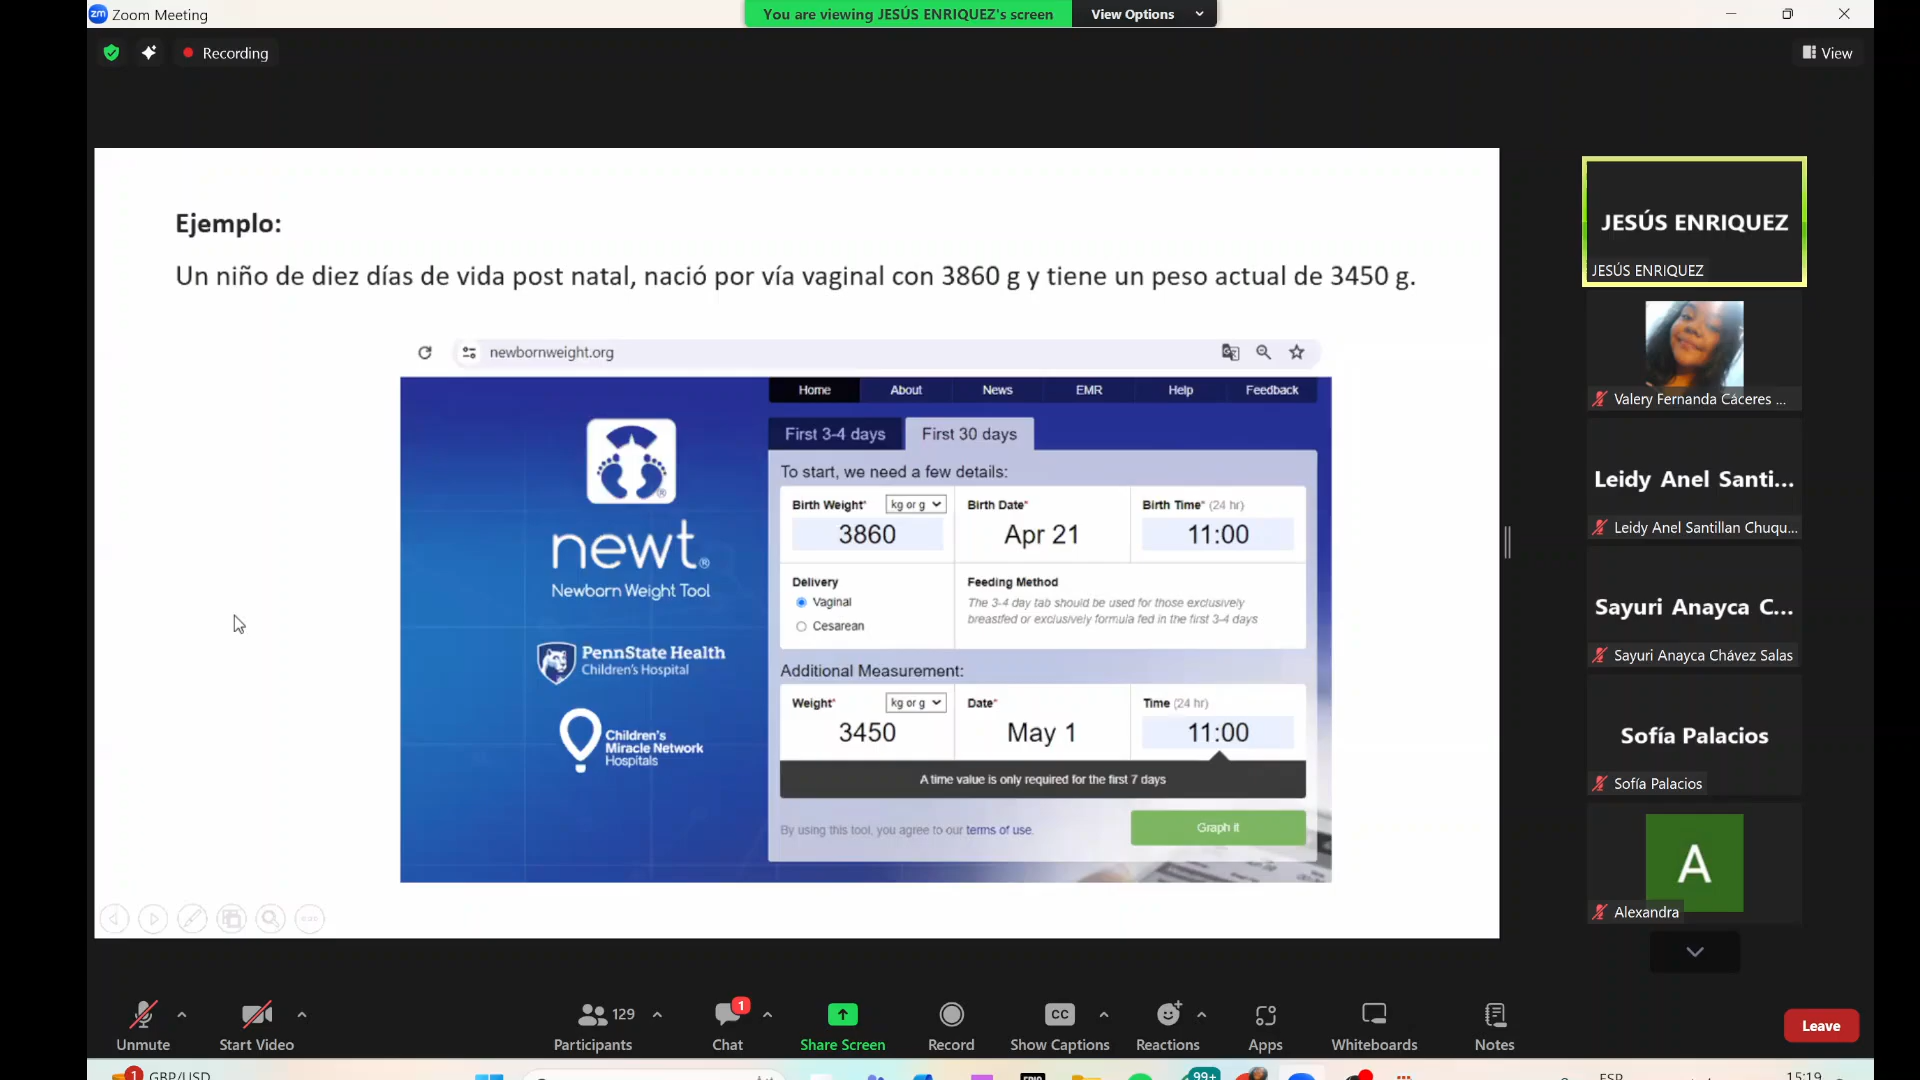 Zoom Meeting
You are viewing JESÚS ENRIQUEZ's screen
View Options
Recording
View
Ejemplo:
Un niño de diez días de vida post natal, nació por vía vaginal con 3860 g y tiene un peso actual de 3450 g.
newbornweight.org
Home About News EMR Help Feedback
First 3-4 days First 30 days
To start, we need a few details:
Birth Weight* kg or g Birth Date* Birth Time* (24 hr)
3860 Apr 21 11:00
Delivery Feeding Method
Vaginal The 3-4 day tab should be used for those exclusively
Cesarean breastfed or exclusively formula fed in the first 3-4 days
Additional Measurement:
Weight* kg or g Date* Time (24 hr)
3450 May 1 11:00
A time value is only required for the first 7 days
By using this tool, you agree to our terms of use.
Graph it
newt®
Newborn Weight Tool
PennState Health
Children's Hospital
Children's
Miracle Network
Hospitals
JESÚS ENRIQUEZ
JESÚS ENRIQUEZ
Valery Fernanda Cáceres ...
Leidy Anel Santi...
Leidy Anel Santillan Chuqu...
Sayuri Anayca C...
Sayuri Anayca Chávez Salas
Sofía Palacios
Sofía Palacios
A
Alexandra
129
1
CC
Unmute
Start Video
Participants
Chat
Share Screen
Record
Show Captions
Reactions
Apps
Whiteboards
Notes
Leave
1
GBP/USD
99+
ESP
15:19